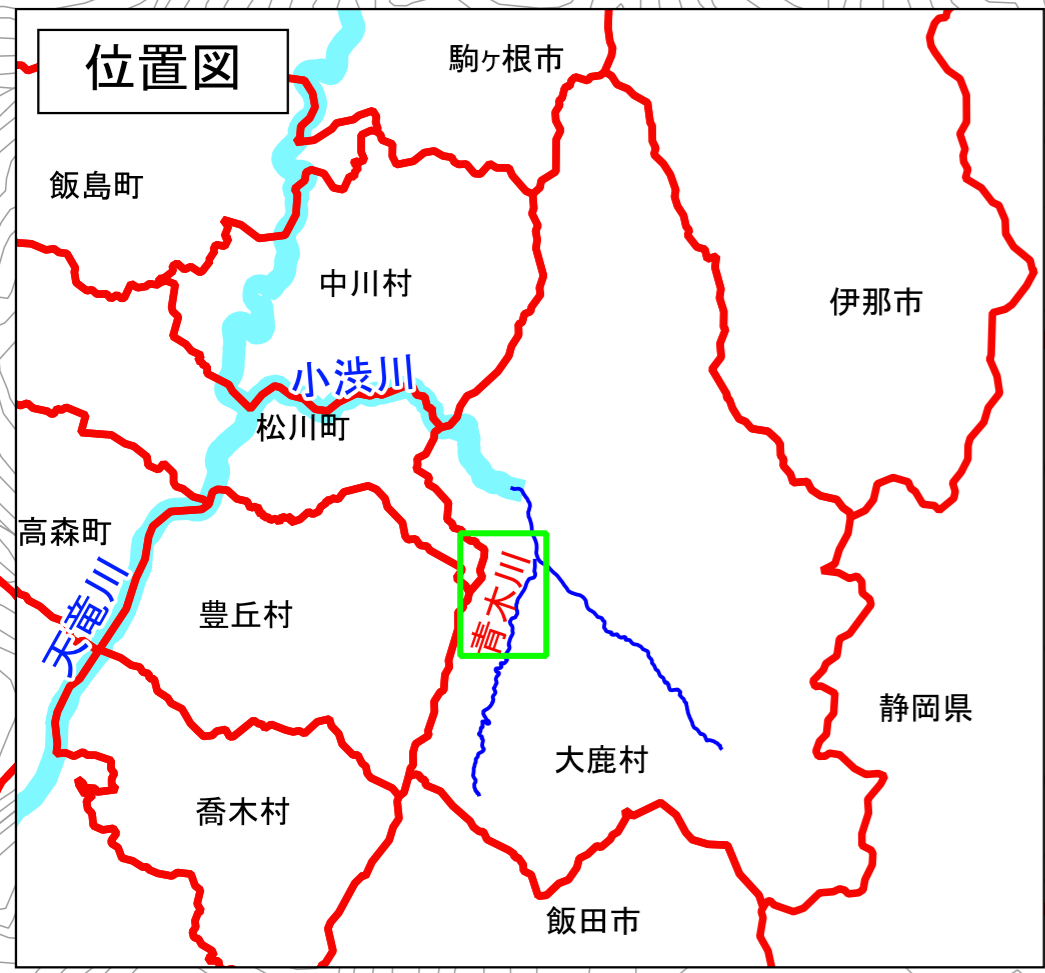 位置図
駒ヶ根市
飯島町
中川村
伊那市
小渋川
松川町
高森町
天竜川
豊丘村
青木川
静岡県
大鹿村
喬木村
飯田市